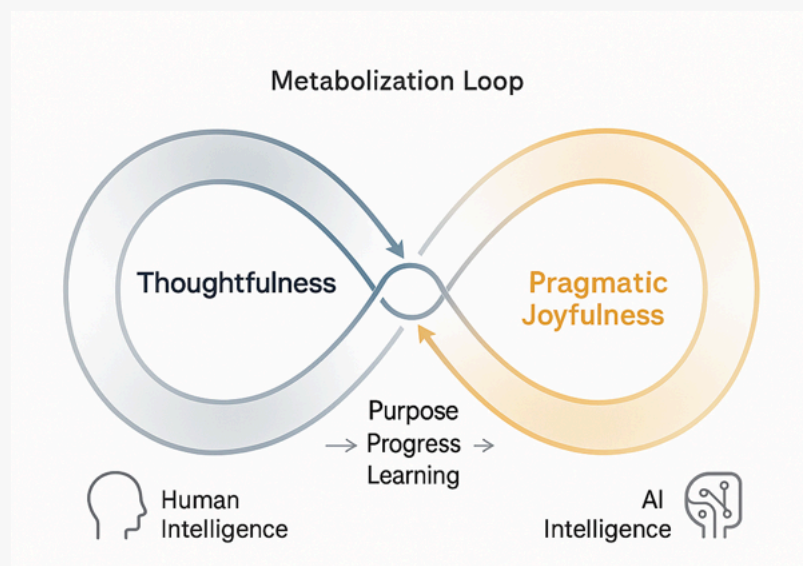 Metabolization Loop
Thoughtfulness
Pragmatic
Joyfulness
Purpose
Progress
Learning
Human
Intelligence
AI
Intelligence